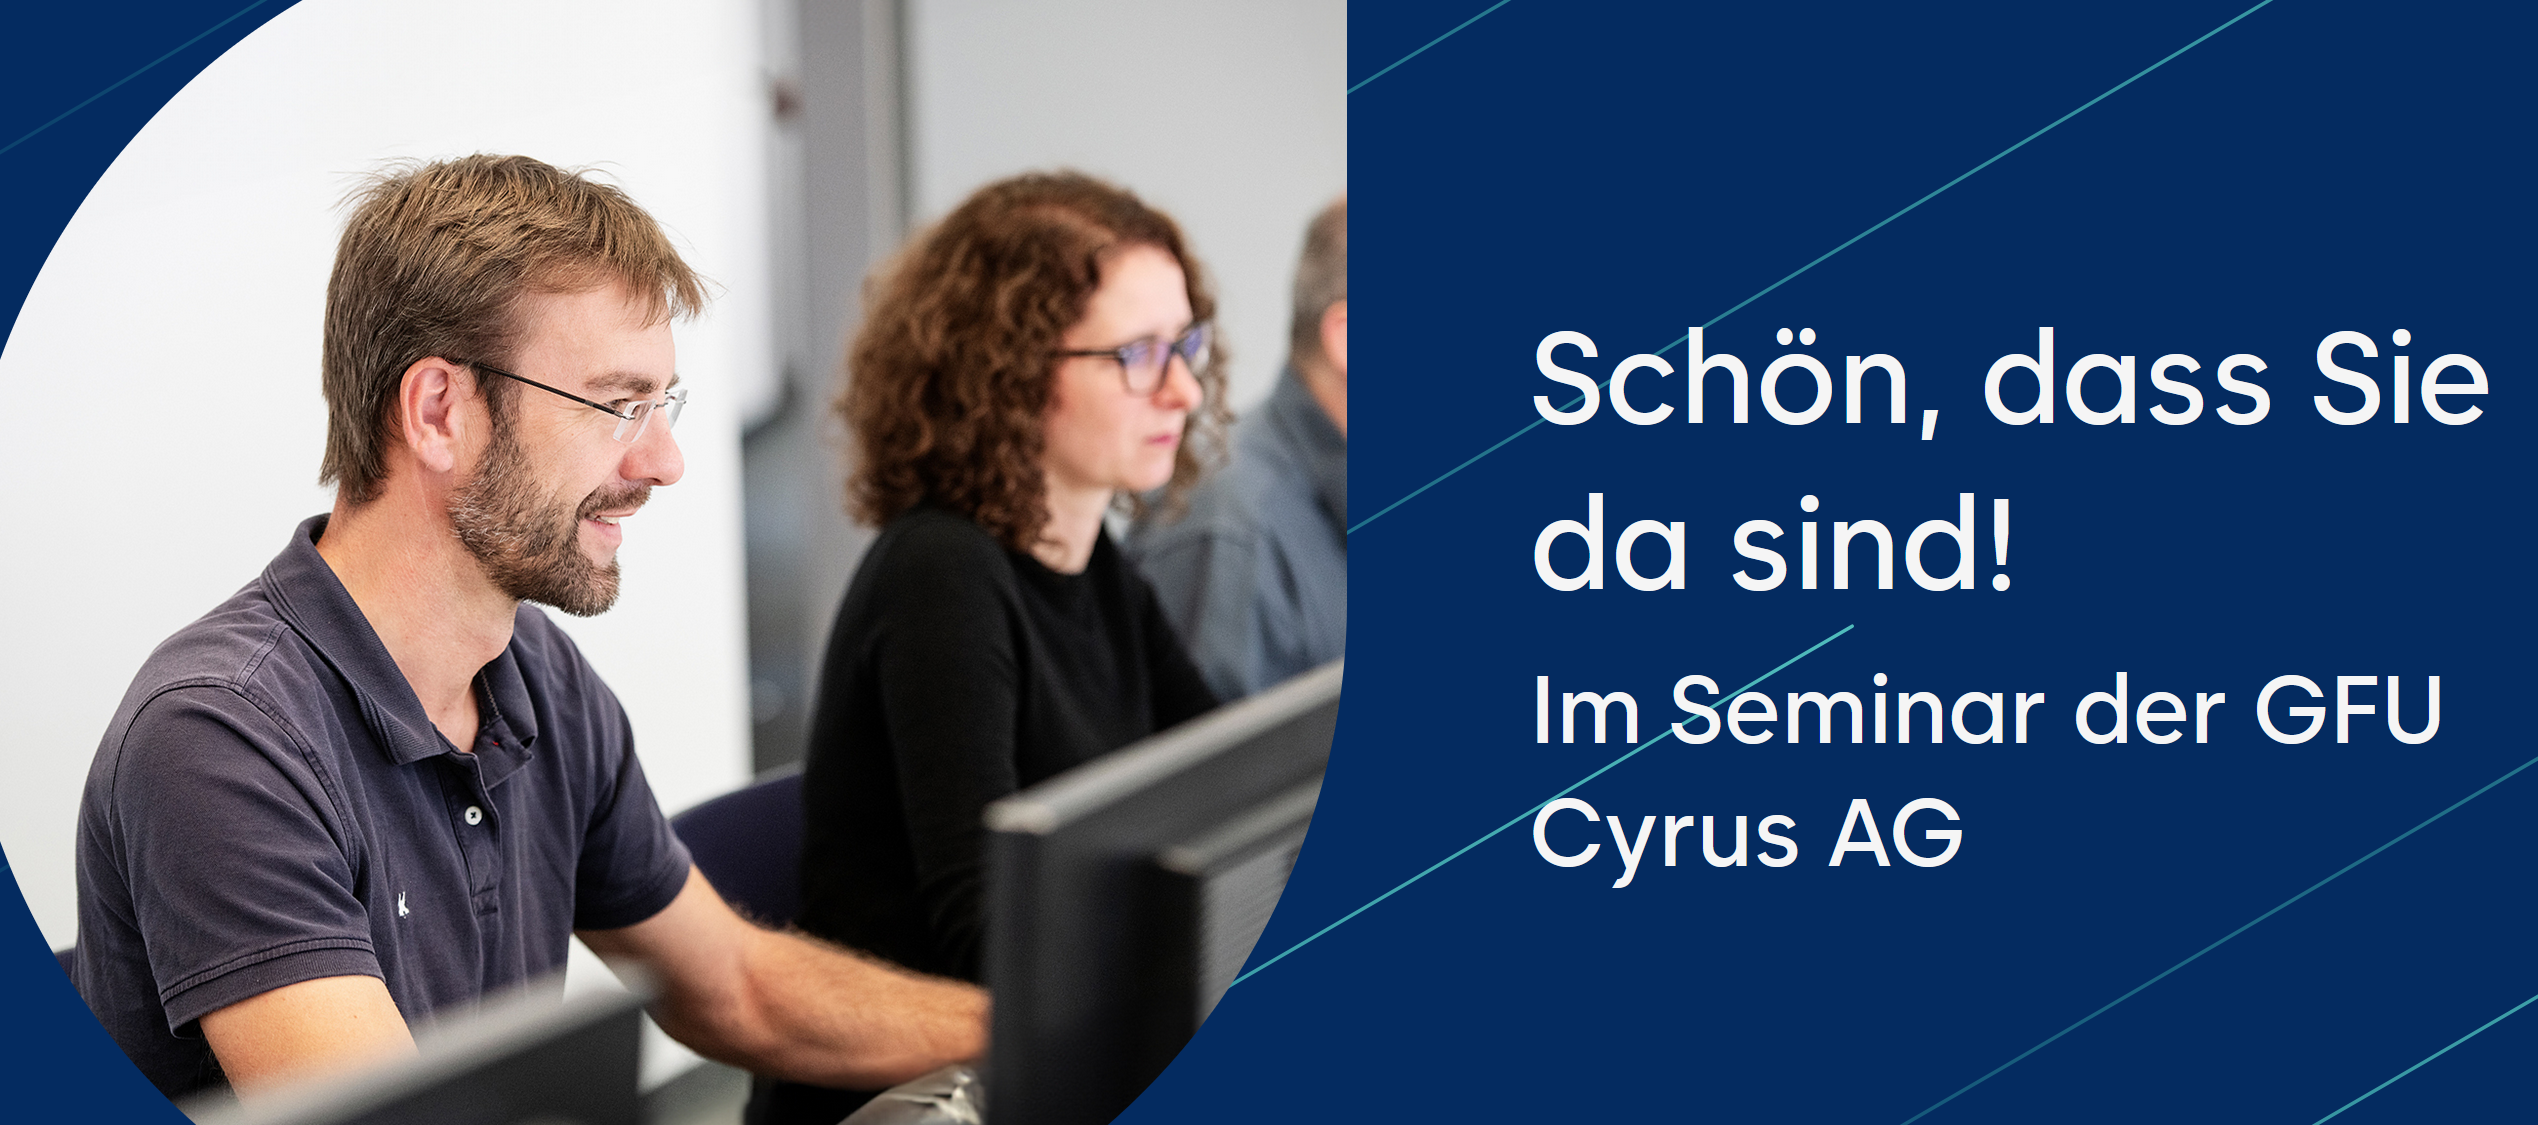 Schön, dass Sie
da sind!
Im Seminar der GFU
Cyrus AG